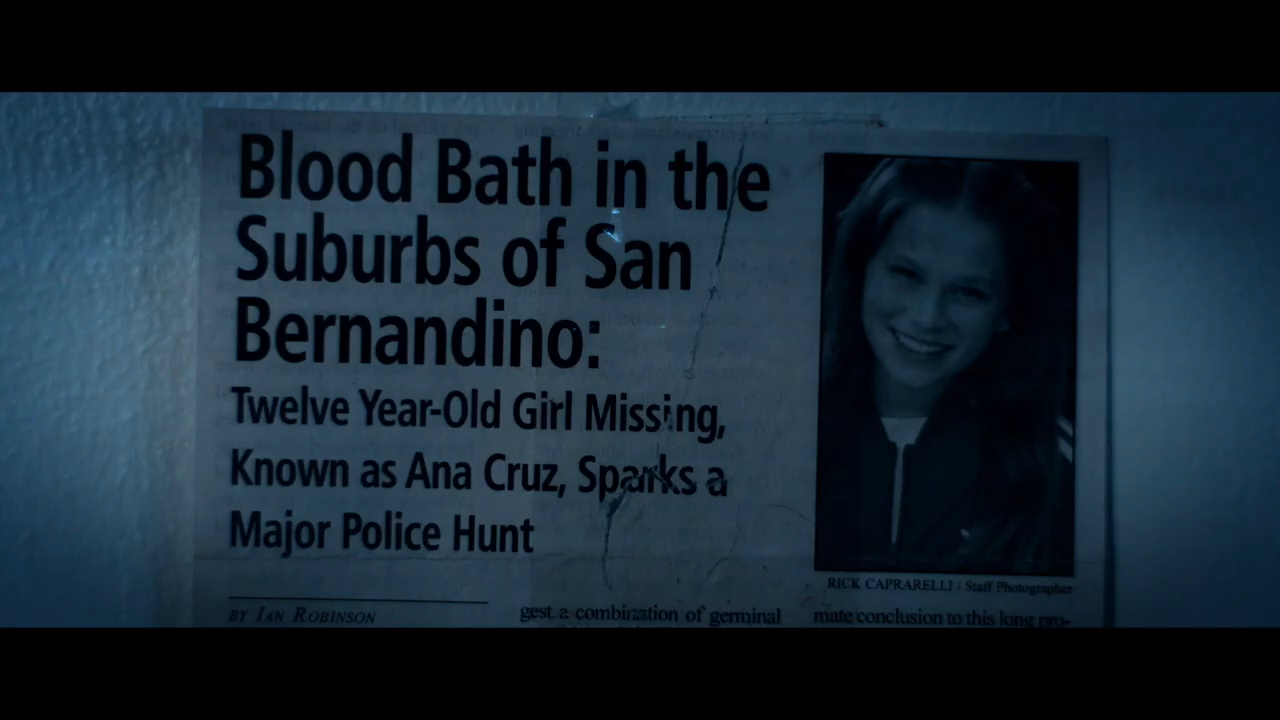 Blood Bath in the
Suburbs of San
Bernandino:
Twelve Year-Old Girl Missing,
Known as Ana Cruz, Sparks a
Major Police Hunt
RICK CAPRARELLI / Staff Photographer
BY IAN ROBINSON
gest a combination of germinal
mate conclusion to this long pro-